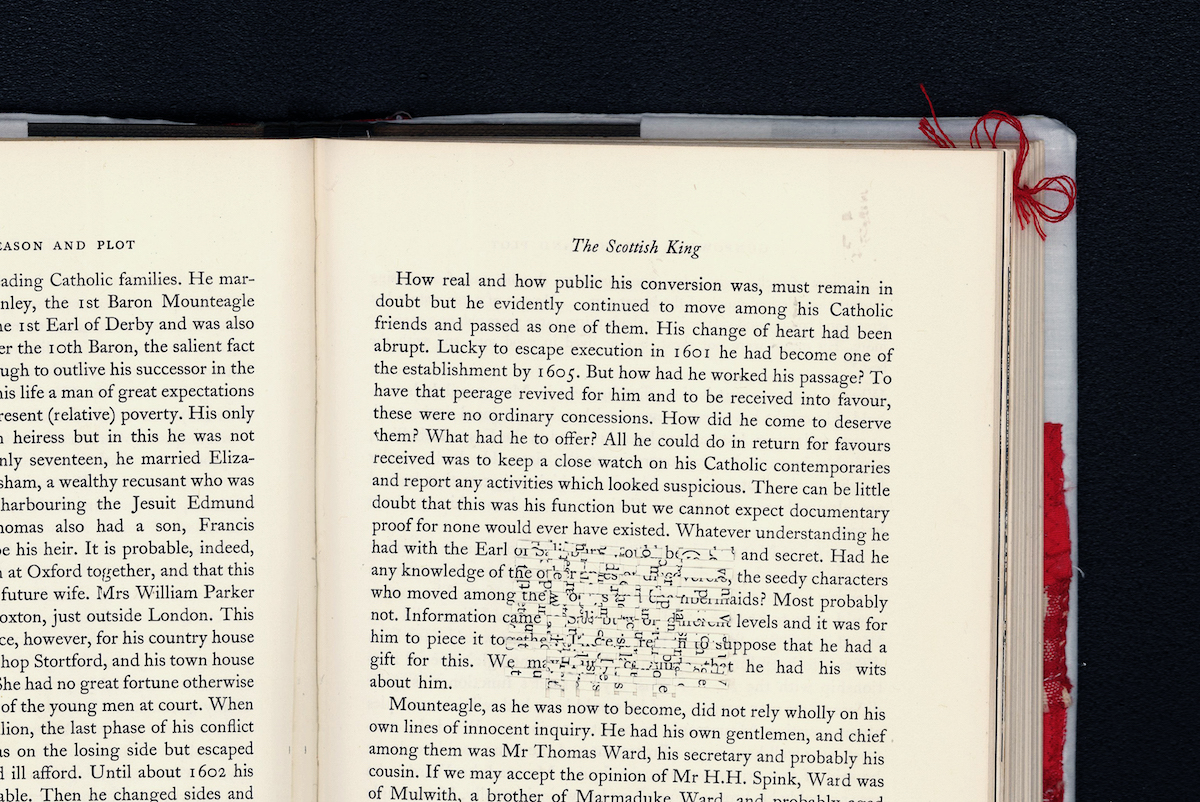 EASON AND PLOT
ading Catholic families. He mar-
nley, the 1st Baron Mounteagle
e 1st Earl of Derby and was also
er the 10th Baron, the salient fact
ugh to outlive his successor in the
his life a man of great expectations
resent (relative) poverty. His only
n heiress but in this he was not
nly seventeen, he married Eliza-
sham, a wealthy recusant who was
harbouring the Jesuit Edmund
homas also had a son, Francis
e his heir. It is probable, indeed,
n at Oxford together, and that this
future wife. Mrs William Parker
oxton, just outside London. This
ce, however, for his country house
hop Stortford, and his town house
She had no great fortune otherwise
of the young men at court. When
lion, the last phase of his conflict
as on the losing side but escaped
d ill afford. Until about 1602 his
able. Then he changed sides and
The Scottish King
How real and how public his conversion was, must remain in
doubt but he evidently continued to move among his Catholic
friends and passed as one of them. His change of heart had been
abrupt. Lucky to escape execution in 1601 he had become one of
the establishment by 1605. But how had he worked his passage? To
have that peerage revived for him and to be received into favour,
these were no ordinary concessions. How did he come to deserve
them? What had he to offer? All he could do in return for favours
received was to keep a close watch on his Catholic contemporaries
and report any activities which looked suspicious. There can be little
doubt that this was his function but we cannot expect documentary
proof for none would ever have existed. Whatever understanding he
had with the Earl and secret. Had he
any knowledge of the the seedy characters
who moved among the Most probably
not. Information came levels and it was for
him to piece it to suppose that he had a
gift for this. We that he had his wits
about him.
Mounteagle, as he was now to become, did not rely wholly on his
own lines of innocent inquiry. He had his own gentlemen, and chief
among them was Mr Thomas Ward, his secretary and probably his
cousin. If we may accept the opinion of Mr H.H. Spink, Ward was
of Mulwith, a brother of Marmaduke Ward, and probably aged